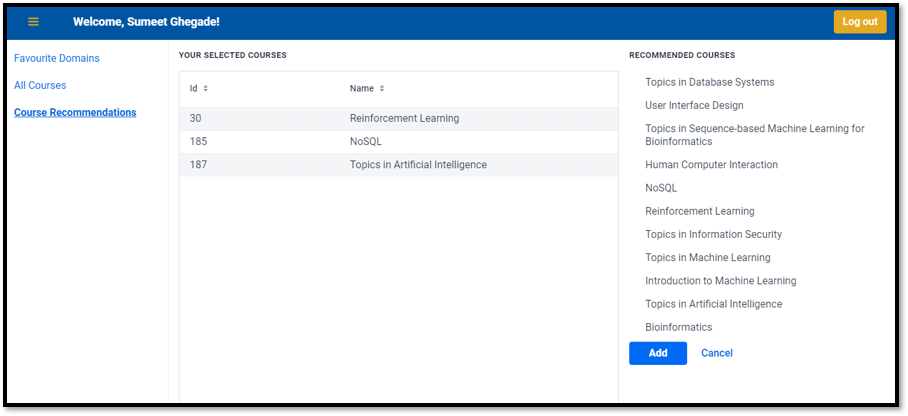 Welcome, Sumeet Ghegade!
Log out
Favourite Domains
All Courses
Course Recommendations
YOUR SELECTED COURSES
Id Name
30 Reinforcement Learning
185 NoSQL
187 Topics in Artificial Intelligence
RECOMMENDED COURSES
Topics in Database Systems
User Interface Design
Topics in Sequence-based Machine Learning for
Bioinformatics
Human Computer Interaction
NoSQL
Reinforcement Learning
Topics in Information Security
Topics in Machine Learning
Introduction to Machine Learning
Topics in Artificial Intelligence
Bioinformatics
Add Cancel